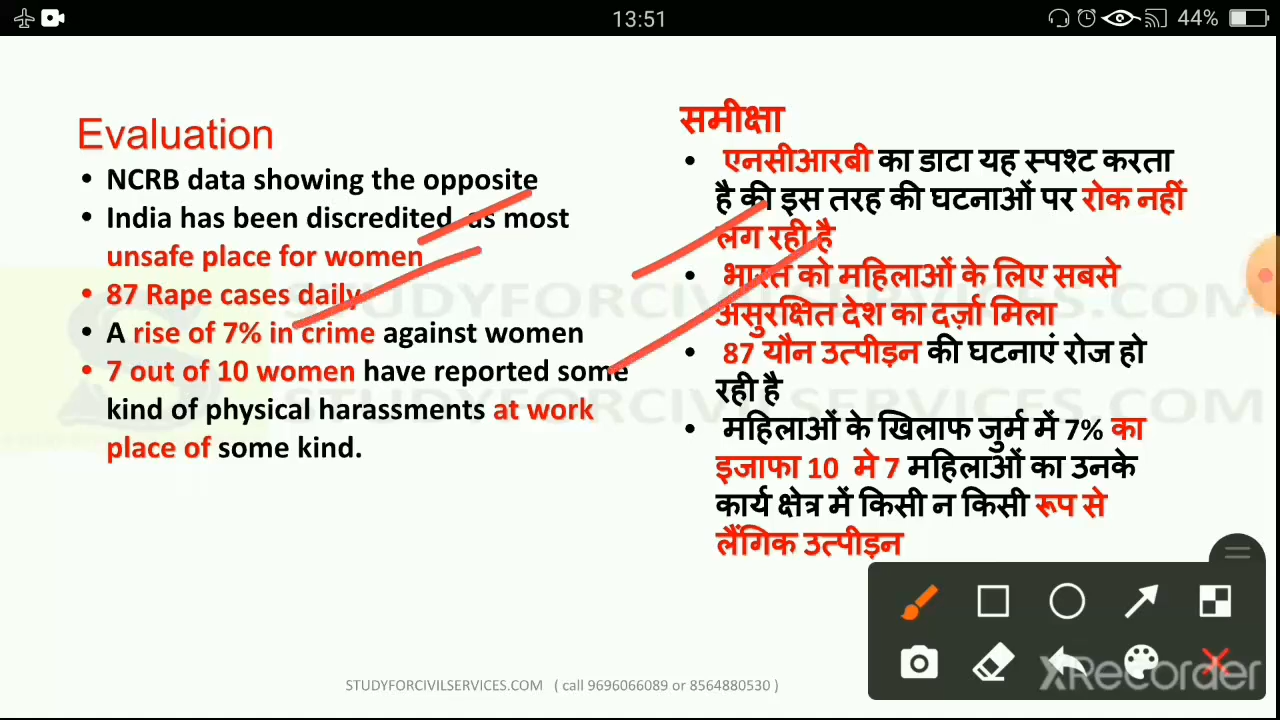 13:51
44%
Evaluation
• NCRB data showing the opposite
• India has been discredited as most
unsafe place for women
• 87 Rape cases daily
• A rise of 7% in crime against women
• 7 out of 10 women have reported some
kind of physical harassments at work
place of some kind.
समीक्षा
• एनसीआरबी का डाटा यह स्पश्ट करता
है की इस तरह की घटनाओं पर रोक नहीं
लग रही है
• भारत को महिलाओं के लिए सबसे
असुरक्षित देश का दर्ज़ा मिला
• 87 यौन उत्पीड़न की घटनाएं रोज हो
रही है
• महिलाओं के खिलाफ जुर्म में 7% का
इजाफा 10 मे 7 महिलाओं का उनके
कार्य क्षेत्र में किसी न किसी रूप से
लैंगिक उत्पीड़न
STUDYFORCIVILSERVICES.COM
STUDYFORCIVILSERVICES.COM
STUDYFORCIVILSERVICES.COM ( call 9696066089 or 8564880530 )
XRecorder